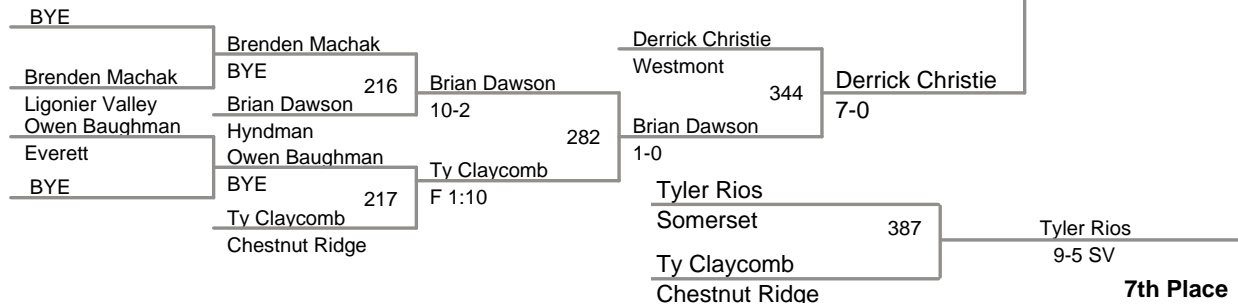 BYE
Brenden Machak
Ligonier Valley
Owen Baughman
Everett
BYE
Brenden Machak
BYE
216
Brian Dawson
Hyndman
Owen Baughman
BYE
217
Ty Claycomb
Chestnut Ridge
Brian Dawson
10-2
282
Ty Claycomb
F 1:10
Derrick Christie
Westmont
344
Brian Dawson
1-0
Derrick Christie
7-0
Tyler Rios
Somerset
387
Ty Claycomb
Chestnut Ridge
Tyler Rios
9-5 SV
7th Place